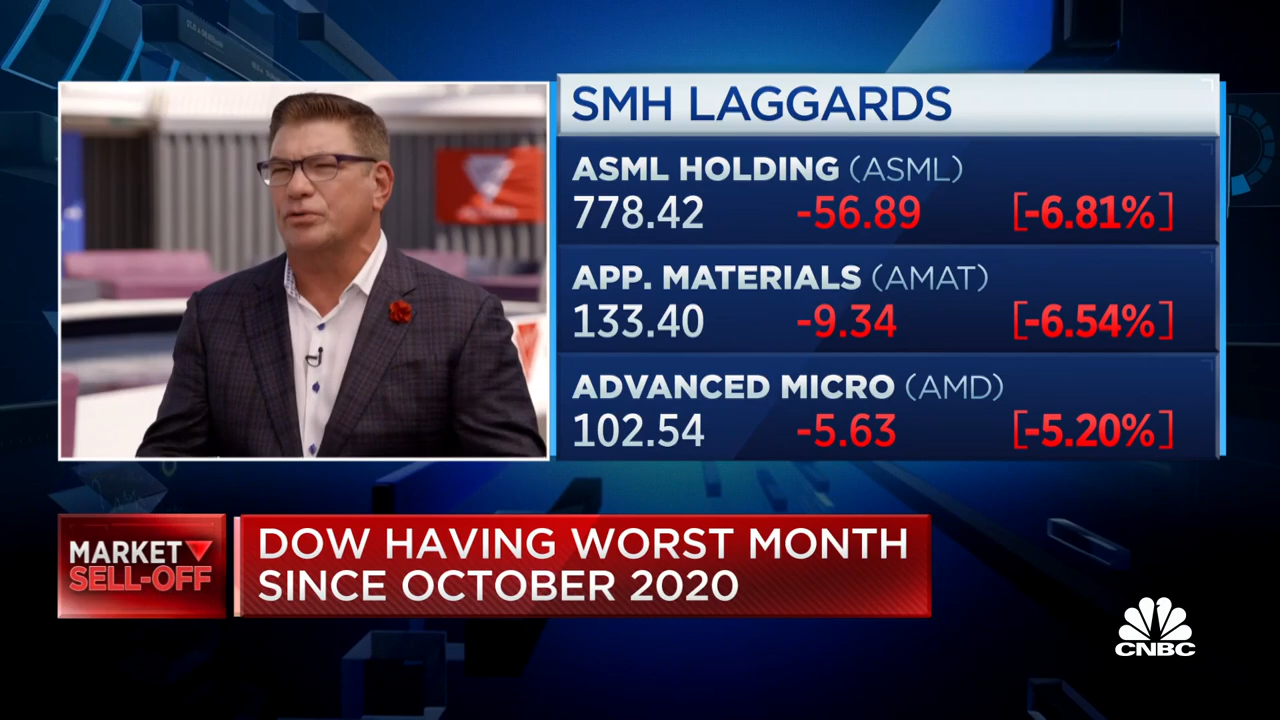 SMH LAGGARDS
ASML HOLDING (ASML)
778.42 -56.89 [-6.81%]
APP. MATERIALS (AMAT)
133.40 -9.34 [-6.54%]
ADVANCED MICRO (AMD)
102.54 -5.63 [-5.20%]
MARKET
SELL-OFF
DOW HAVING WORST MONTH
SINCE OCTOBER 2020
CNBC